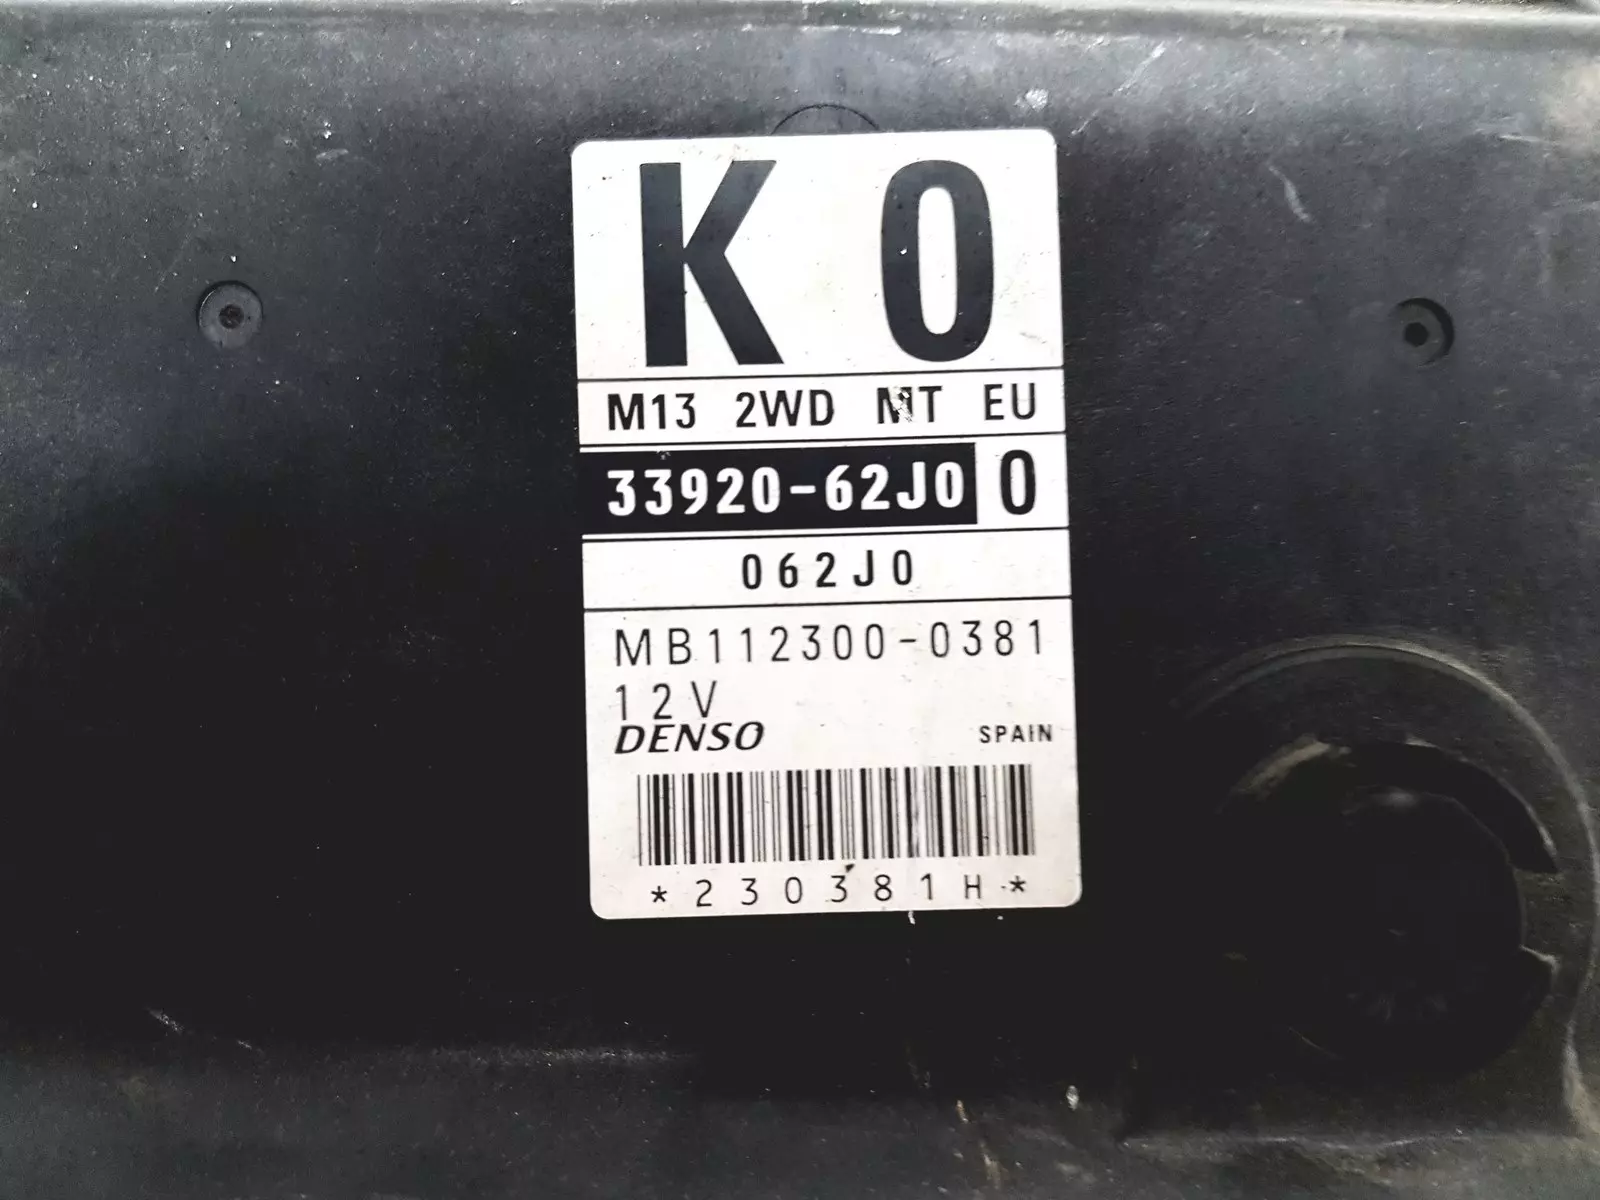 K 0
M13 2WD MT EU
33920-62J0 0
062J0
MB112300-0381
12V
DENSO SPAIN
*230381H*